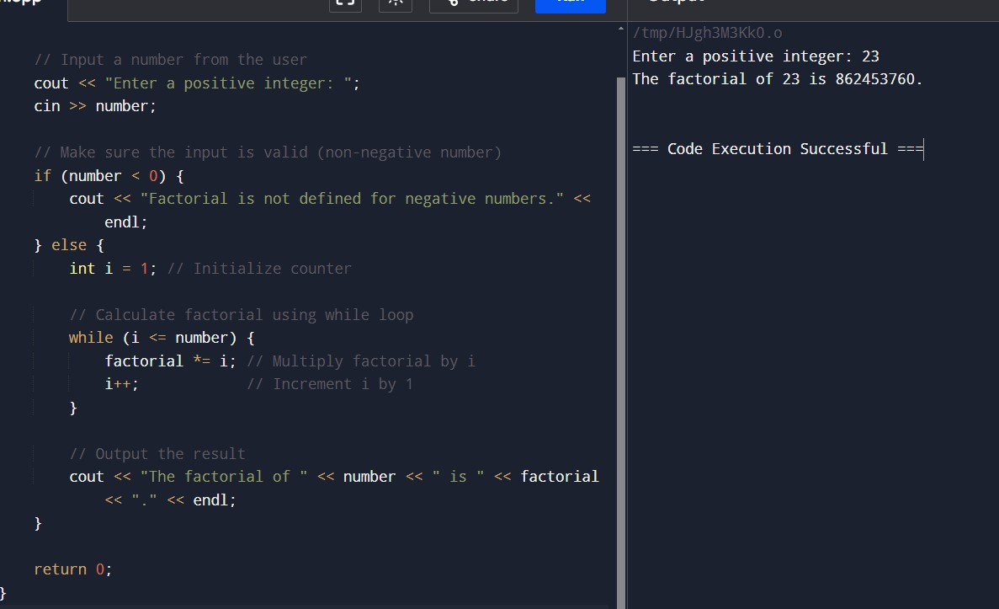 // Input a number from the user
cout << "Enter a positive integer: ";
cin >> number;
// Make sure the input is valid (non-negative number)
if (number < 0) {
cout << "Factorial is not defined for negative numbers." <<
endl;
} else {
int i = 1; // Initialize counter
// Calculate factorial using while loop
while (i <= number) {
factorial *= i; // Multiply factorial by i
i++; // Increment i by 1
}
// Output the result
cout << "The factorial of " << number << " is " << factorial
<< "." << endl;
}
return 0;
}
/tmp/HJgh3M3Kk0.o
Enter a positive integer: 23
The factorial of 23 is 862453760.
=== Code Execution Successful ===